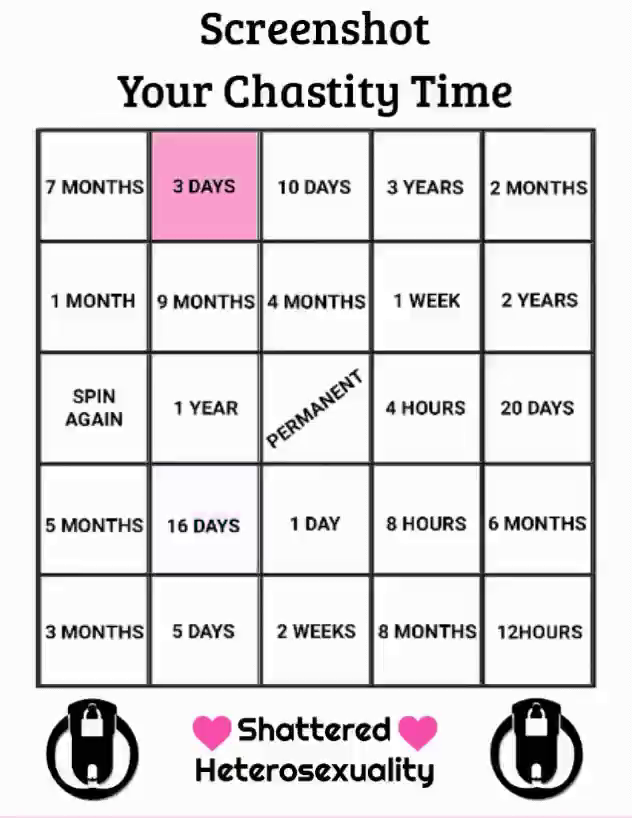 Screenshot
Your Chastity Time
7 MONTHS 3 DAYS 10 DAYS 3 YEARS 2 MONTHS
1 MONTH 9 MONTHS 4 MONTHS 1 WEEK 2 YEARS
SPIN
AGAIN
1 YEAR PERMANENT 4 HOURS 20 DAYS
5 MONTHS 16 DAYS 1 DAY 8 HOURS 6 MONTHS
3 MONTHS 5 DAYS 2 WEEKS 8 MONTHS 12HOURS
Shattered
Heterosexuality